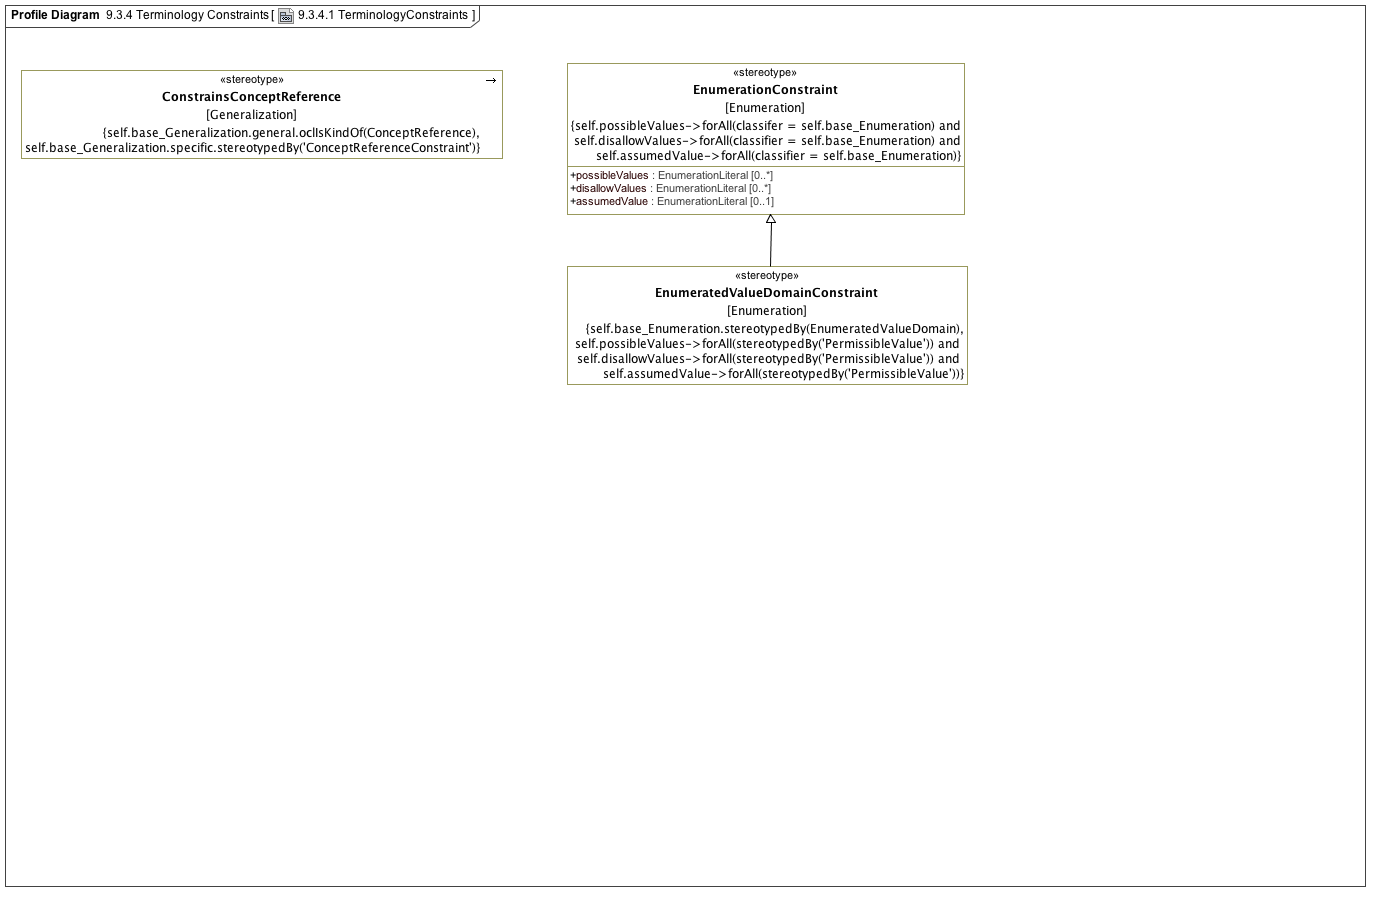 Profile Diagram 9.3.4 Terminology Constraints [ 9.3.4.1 TerminologyConstraints ]
«stereotype»
ConstrainsConceptReference
[Generalization]
{self.base_Generalization.general.oclIsKindOf(ConceptReference),
self.base_Generalization.specific.stereotypedBy('ConceptReferenceConstraint')}
«stereotype»
EnumerationConstraint
[Enumeration]
{self.possibleValues->forAll(classifer = self.base_Enumeration) and
self.disallowValues->forAll(classifier = self.base_Enumeration) and
self.assumedValue->forAll(classifier = self.base_Enumeration)}
+possibleValues : EnumerationLiteral [0..*]
+disallowValues : EnumerationLiteral [0..*]
+assumedValue : EnumerationLiteral [0..1]
«stereotype»
EnumeratedValueDomainConstraint
[Enumeration]
{self.base_Enumeration.stereotypedBy(EnumeratedValueDomain),
self.possibleValues->forAll(stereotypedBy('PermissibleValue')) and
self.disallowValues->forAll(stereotypedBy('PermissibleValue')) and
self.assumedValue->forAll(stereotypedBy('PermissibleValue'))}